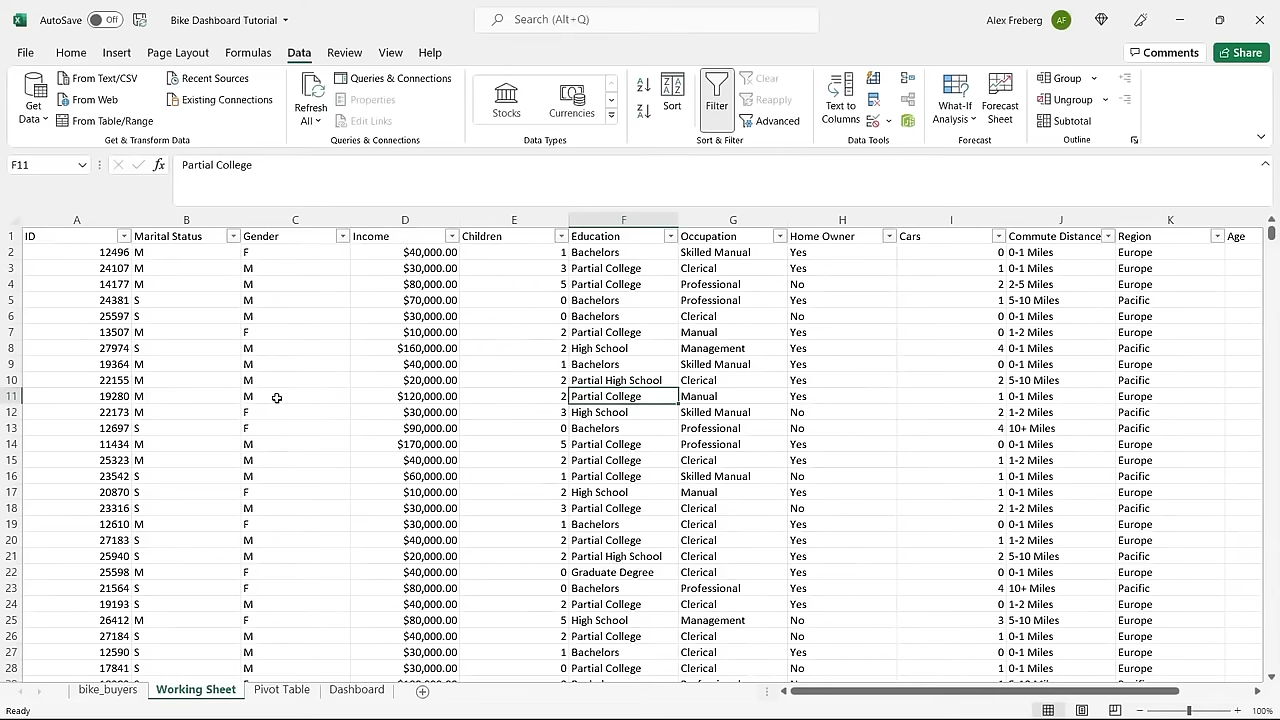 AutoSave Off Bike Dashboard Tutorial Search (Alt+Q) Alex Freberg AF
File Home Insert Page Layout Formulas Data Review View Help Comments Share
Get Data From Text/CSV Recent Sources
From Web Existing Connections
From Table/Range
Get & Transform Data
Refresh All Queries & Connections
Properties
Edit Links
Queries & Connections
Stocks Currencies
Data Types
Sort Filter Clear
Reapply
Advanced
Sort & Filter
Text to Columns
Data Tools
What-If Analysis Forecast Sheet
Forecast
Group
Ungroup
Subtotal
Outline
F11 fx Partial College
A B C D E F G H I J K
1 ID Marital Status Gender Income Children Education Occupation Home Owner Cars Commute Distance Region Age
2 12496 M F $40,000.00 1 Bachelors Skilled Manual Yes 0 0-1 Miles Europe
3 24107 M M $30,000.00 3 Partial College Clerical Yes 1 0-1 Miles Europe
4 14177 M M $80,000.00 5 Partial College Professional No 2 2-5 Miles Europe
5 24381 S M $70,000.00 0 Bachelors Professional Yes 1 5-10 Miles Pacific
6 25597 S M $30,000.00 0 Bachelors Clerical No 0 0-1 Miles Europe
7 13507 M F $10,000.00 2 Partial College Manual Yes 0 1-2 Miles Europe
8 27974 S M $160,000.00 2 High School Management Yes 4 0-1 Miles Pacific
9 19364 M M $40,000.00 1 Bachelors Skilled Manual Yes 0 0-1 Miles Europe
10 22155 M M $20,000.00 2 Partial High School Clerical Yes 2 5-10 Miles Pacific
11 19280 M M $120,000.00 2 Partial College Manual Yes 1 0-1 Miles Europe
12 22173 M F $30,000.00 3 High School Skilled Manual No 2 1-2 Miles Pacific
13 12697 S F $90,000.00 0 Bachelors Professional No 4 10+ Miles Pacific
14 11434 M M $170,000.00 5 Partial College Professional Yes 4 0-1 Miles Europe
15 25323 M M $40,000.00 2 Partial College Clerical Yes 1 1-2 Miles Europe
16 23542 S M $60,000.00 1 Partial College Skilled Manual No 1 0-1 Miles Pacific
17 20870 S F $10,000.00 2 High School Manual Yes 1 0-1 Miles Europe
18 23316 S M $30,000.00 3 Partial College Clerical No 2 1-2 Miles Pacific
19 12610 M F $30,000.00 1 Bachelors Clerical Yes 0 0-1 Miles Europe
20 27183 S M $40,000.00 2 Partial College Clerical Yes 1 1-2 Miles Europe
21 25940 S M $20,000.00 2 Partial High School Clerical Yes 2 5-10 Miles Pacific
22 25598 M F $40,000.00 0 Graduate Degree Clerical Yes 0 0-1 Miles Europe
23 21564 S F $80,000.00 0 Bachelors Professional Yes 4 10+ Miles Pacific
24 19193 S M $40,000.00 2 Partial College Clerical Yes 0 1-2 Miles Europe
25 26412 M F $80,000.00 5 High School Management No 3 5-10 Miles Europe
26 27184 S M $40,000.00 2 Partial College Clerical No 1 0-1 Miles Europe
27 12590 S M $30,000.00 1 Bachelors Clerical Yes 0 0-1 Miles Europe
28 17841 S M $30,000.00 0 Partial College Clerical No 1 0-1 Miles Europe
bike_buyers Working Sheet Pivot Table Dashboard
Ready 100%